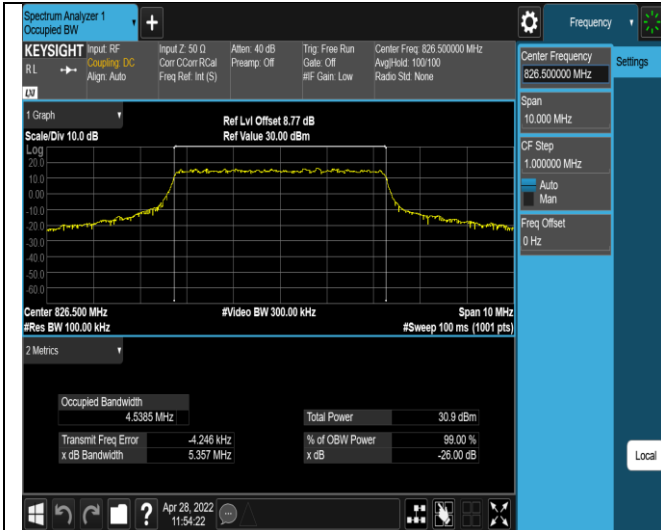 Spectrum Analyzer 1
Occupied BW
Frequency
KEYSIGHT
R L
Input: RF
Coupling: DC
Align: Auto
Input Z: 50 Ω
Corr CCorr RCal
Freq Ref: Int (S)
Atten: 40 dB
Preamp: Off
Trig: Free Run
Gate: Off
#IF Gain: Low
Center Freq: 826.500000 MHz
Avg|Hold: 100/100
Radio Std: None
LXI
Center Frequency
826.500000 MHz
Settings
Span
10.000 MHz
CF Step
1.000000 MHz
Auto
Man
Freq Offset
0 Hz
Local
1 Graph
Scale/Div 10.0 dB
Ref Lvl Offset 8.77 dB
Ref Value 30.00 dBm
Log
20.0
10.0
0.00
-10.0
-20.0
-30.0
-40.0
-50.0
-60.0
Center 826.500 MHz
#Video BW 300.00 kHz
Span 10 MHz
#Res BW 100.00 kHz
#Sweep 100 ms (1001 pts)
2 Metrics
Occupied Bandwidth
4.5385 MHz
Total Power 30.9 dBm
Transmit Freq Error -4.246 kHz
% of OBW Power 99.00 %
x dB Bandwidth 5.357 MHz
x dB -26.00 dB
?
Apr 28, 2022
11:54:22